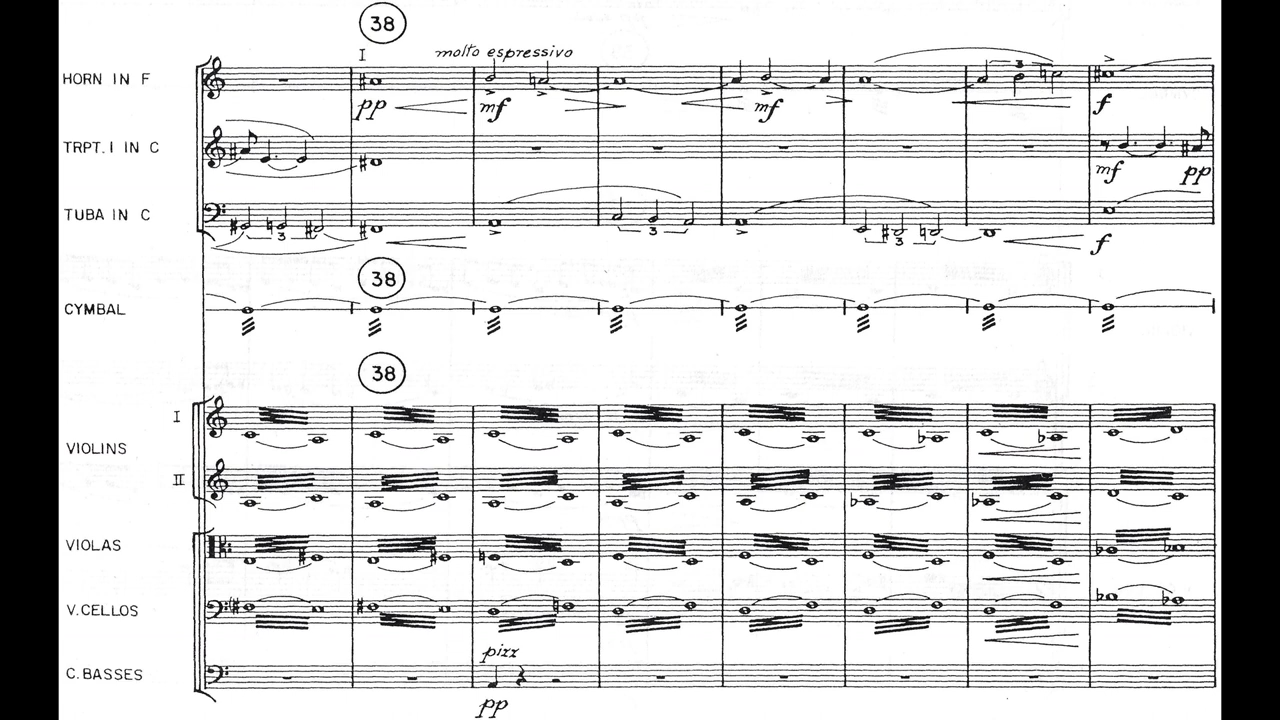 38
I molto espressivo
HORN IN F
pp mf mf f
3
TRPT. I IN C
mf pp
TUBA IN C
3 3 3
f
38
CYMBAL
38
I
VIOLINS
II
VIOLAS
V.CELLOS
pizz
C.BASSES
pp